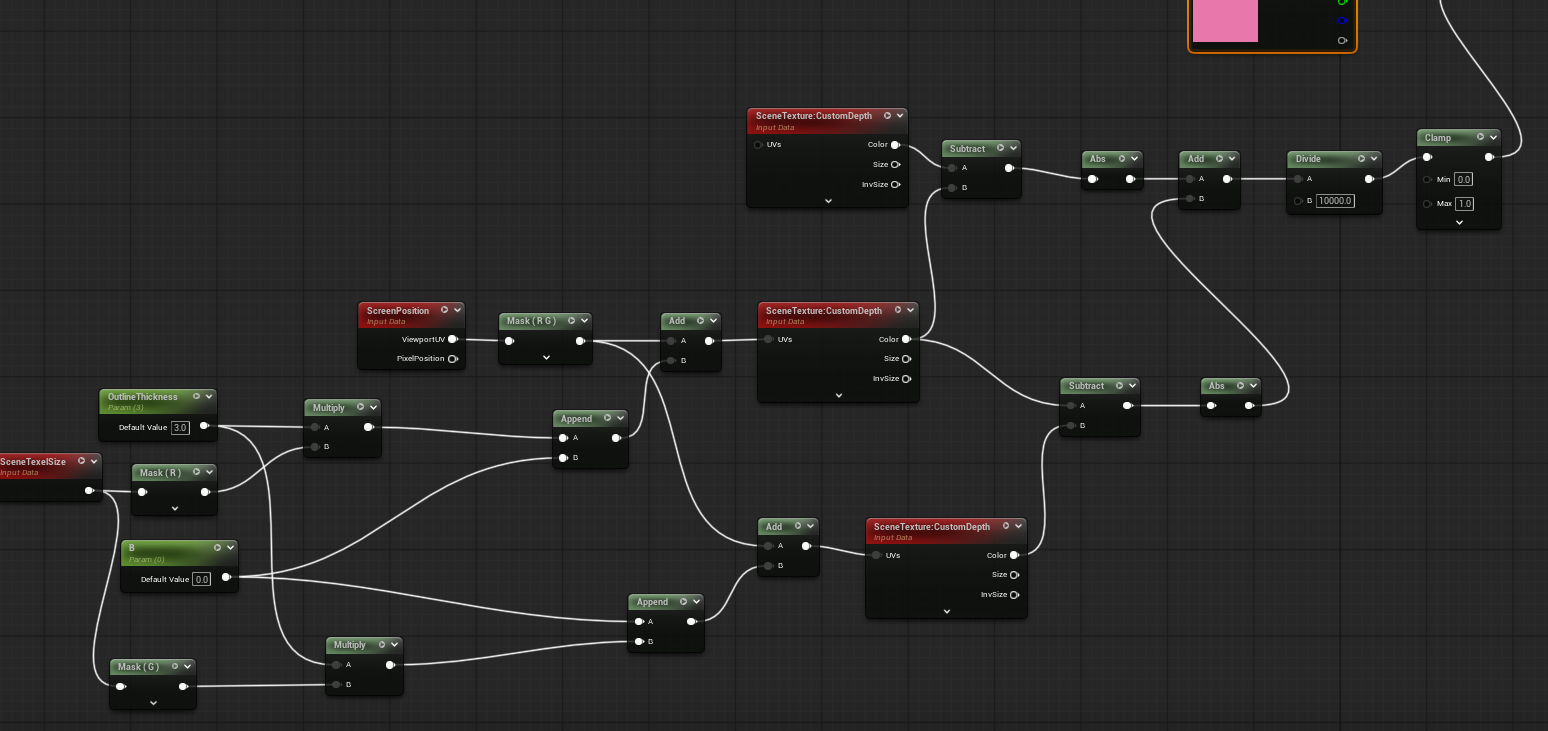 SceneTexture:CustomDepth
Input Data
UVs
Color
Size
InvSize
Subtract
A
B
Abs
Add
A
B
Divide
A
B 10000.0
Clamp
Min 0.0
Max 1.0
ScreenPosition
Input Data
ViewportUV
PixelPosition
Mask ( R G )
Add
A
B
SceneTexture:CustomDepth
Input Data
UVs
Color
Size
InvSize
Subtract
A
B
Abs
OutlineThickness
Param (3)
Default Value 3.0
Multiply
A
B
Append
A
B
SceneTexelSize
Input Data
Mask ( R )
B
Param (0)
Default Value 0.0
Add
A
B
SceneTexture:CustomDepth
Input Data
UVs
Color
Size
InvSize
Append
A
B
Multiply
A
B
Mask ( G )